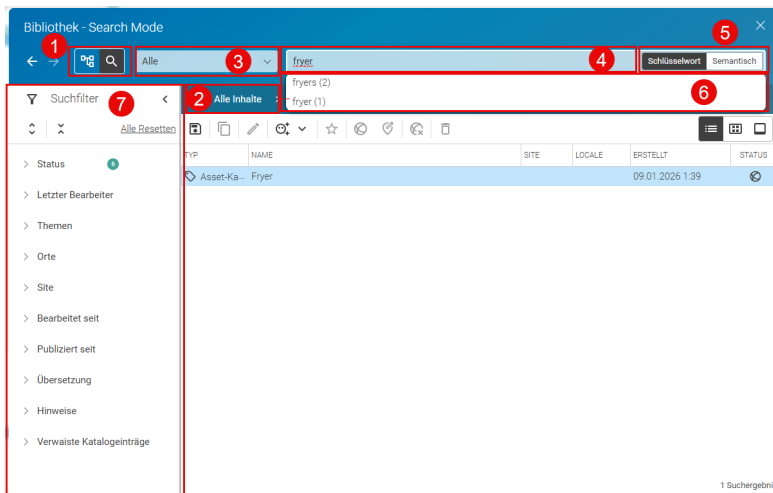 Bibliothek - Search Mode
1
Alle
3
fryer
4
5
Schlüsselwort Semantisch
fryers (2)
fryer (1)
6
Suchfilter
7
2
Alle Inhalte
Alle Resetten
TYP NAME SITE LOCALE ERSTELLT STATUS
Asset-Ka... Fryer 09.01.2026 1:39
Status 6
Letzter Bearbeiter
Themen
Orte
Site
Bearbeitet seit
Publiziert seit
Übersetzung
Hinweise
Verwaiste Katalogeinträge
1 Suchergebni